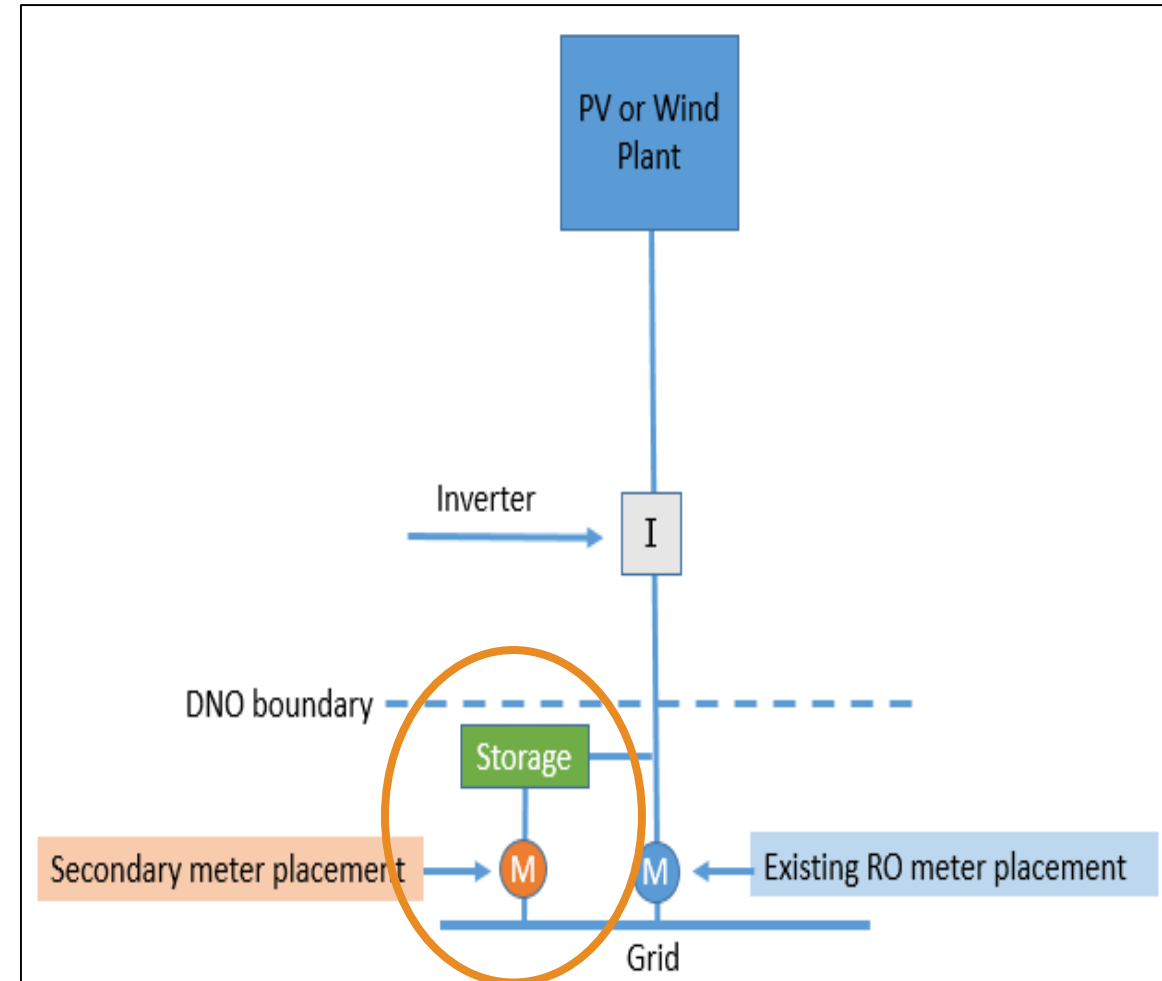 PV or Wind
Plant
Inverter
I
DNO boundary
Storage
Secondary meter placement
M
M
Existing RO meter placement
Grid